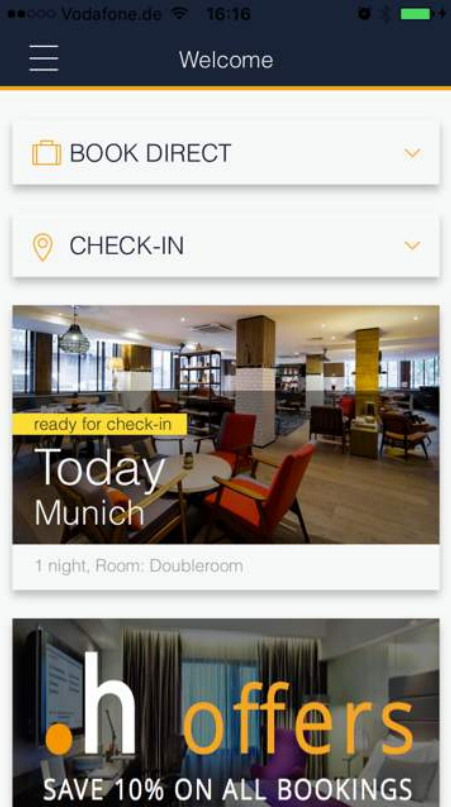 Vodafone.de 16:16
Welcome
BOOK DIRECT
CHECK-IN
ready for check-in
Today
Munich
1 night, Room: Doubleroom
.h offers
SAVE 10% ON ALL BOOKINGS